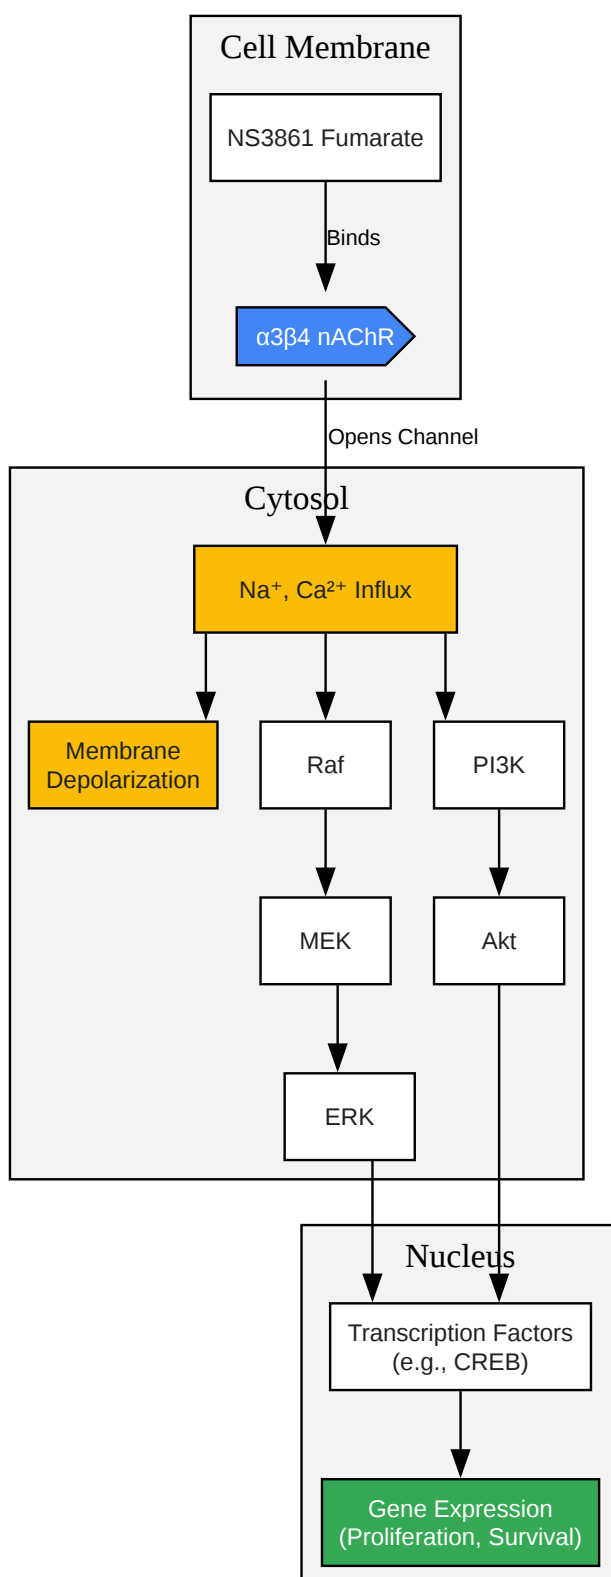 Cell Membrane
NS3861 Fumarate
Binds
α3β4 nAChR
Opens Channel
Cytosol
Na⁺, Ca²⁺ Influx
Membrane
Depolarization
Raf
PI3K
MEK
Akt
ERK
Nucleus
Transcription Factors
(e.g., CREB)
Gene Expression
(Proliferation, Survival)